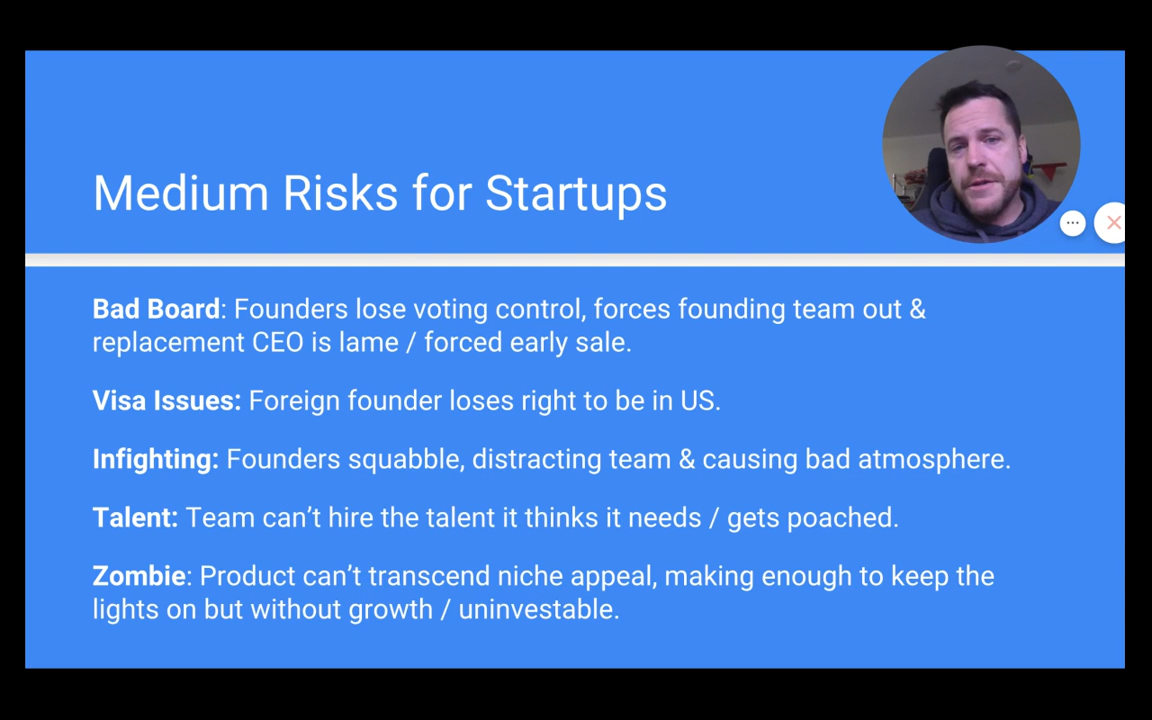 Medium Risks for Startups
Bad Board: Founders lose voting control, forces founding team out &
replacement CEO is lame / forced early sale.
Visa Issues: Foreign founder loses right to be in US.
Infighting: Founders squabble, distracting team & causing bad atmosphere.
Talent: Team can’t hire the talent it thinks it needs / gets poached.
Zombie: Product can’t transcend niche appeal, making enough to keep the
lights on but without growth / uninvestable.